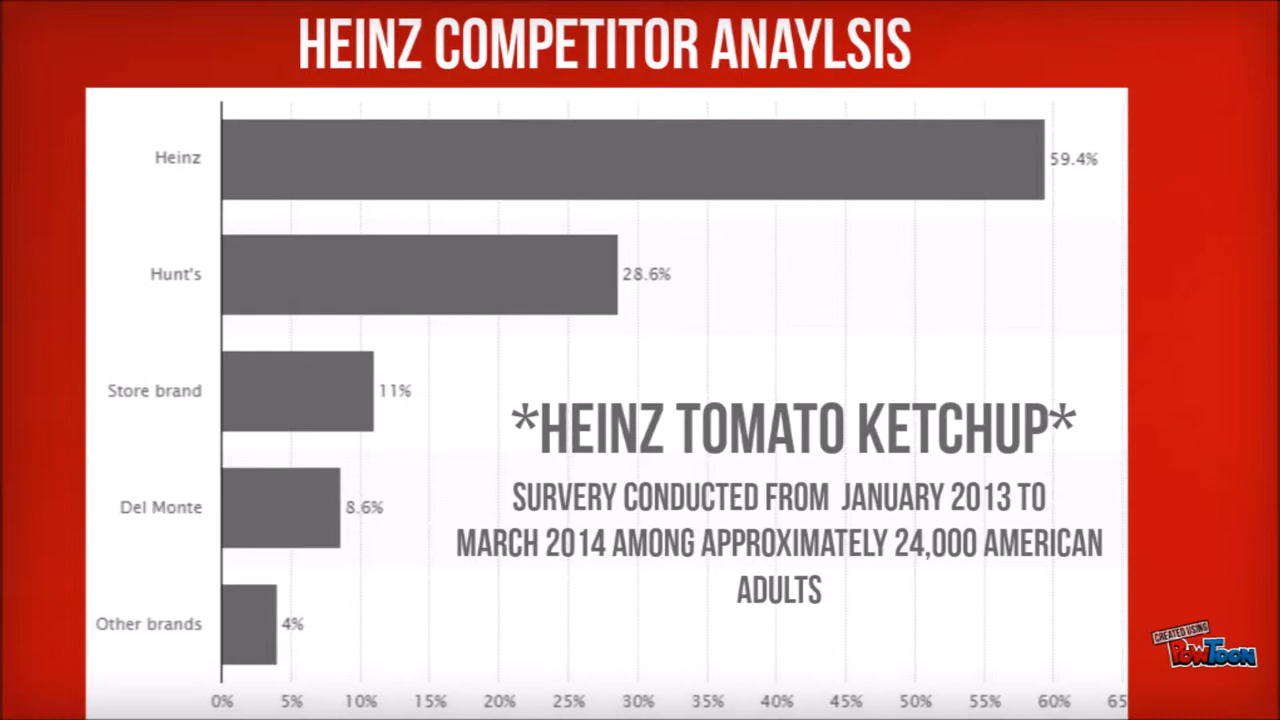 HEINZ COMPETITOR ANAYLSIS
Heinz
59.4%
Hunt's
28.6%
Store brand
11%
*HEINZ TOMATO KETCHUP*
SURVERY CONDUCTED FROM JANUARY 2013 TO
MARCH 2014 AMONG APPROXIMATELY 24,000 AMERICAN
ADULTS
Del Monte
8.6%
Other brands
4%
0% 5% 10% 15% 20% 25% 30% 35% 40% 45% 50% 55% 60% 65
CREATED USING
POWTOON